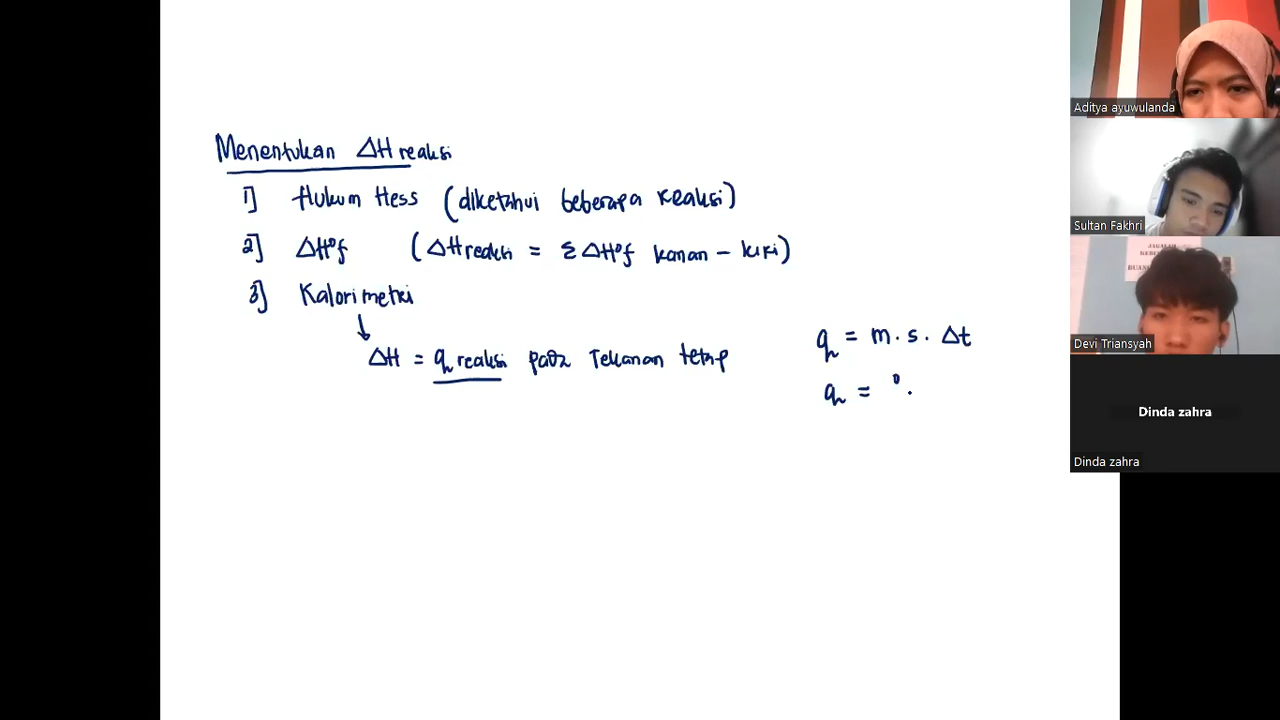 Menentukan ΔH reaksi
1] Hukum Hess (diketahui beberapa reaksi)
2] ΔH°f (ΔH reaksi = Σ ΔH°f kanan - kiri)
3] Kalorimetri
↓
ΔH = q reaksi pada tekanan tetap
q = m . s . Δt
q =
Aditya ayuwulanda
Sultan Fakhri
Devi Triansyah
Dinda zahra
Dinda zahra